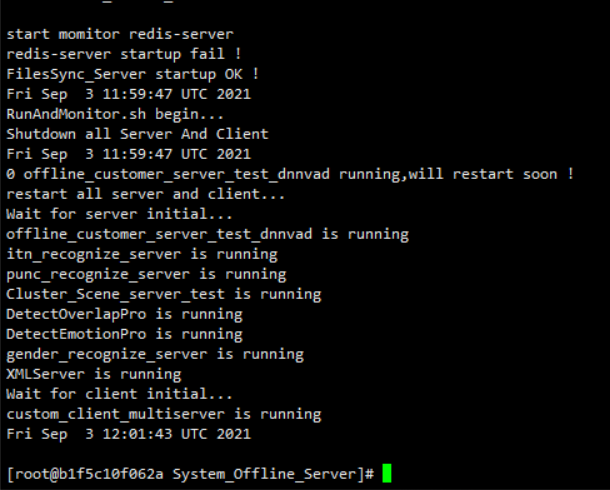 start momitor redis-server
redis-server startup fail !
FilesSync_Server startup OK !
Fri Sep  3 11:59:47 UTC 2021
RunAndMonitor.sh begin...
Shutdown all Server And Client
Fri Sep  3 11:59:47 UTC 2021
0 offline_customer_server_test_dnnvad running,will restart soon !
restart all server and client...
Wait for server initial...
offline_customer_server_test_dnnvad is running
itn_recognize_server is running
punc_recognize_server is running
Cluster_Scene_server_test is running
DetectOverlapPro is running
DetectEmotionPro is running
gender_recognize_server is running
XMLServer is running
Wait for client initial...
custom_client_multiserver is running
Fri Sep  3 12:01:43 UTC 2021
[root@b1f5c10f062a System_Offline_Server]#